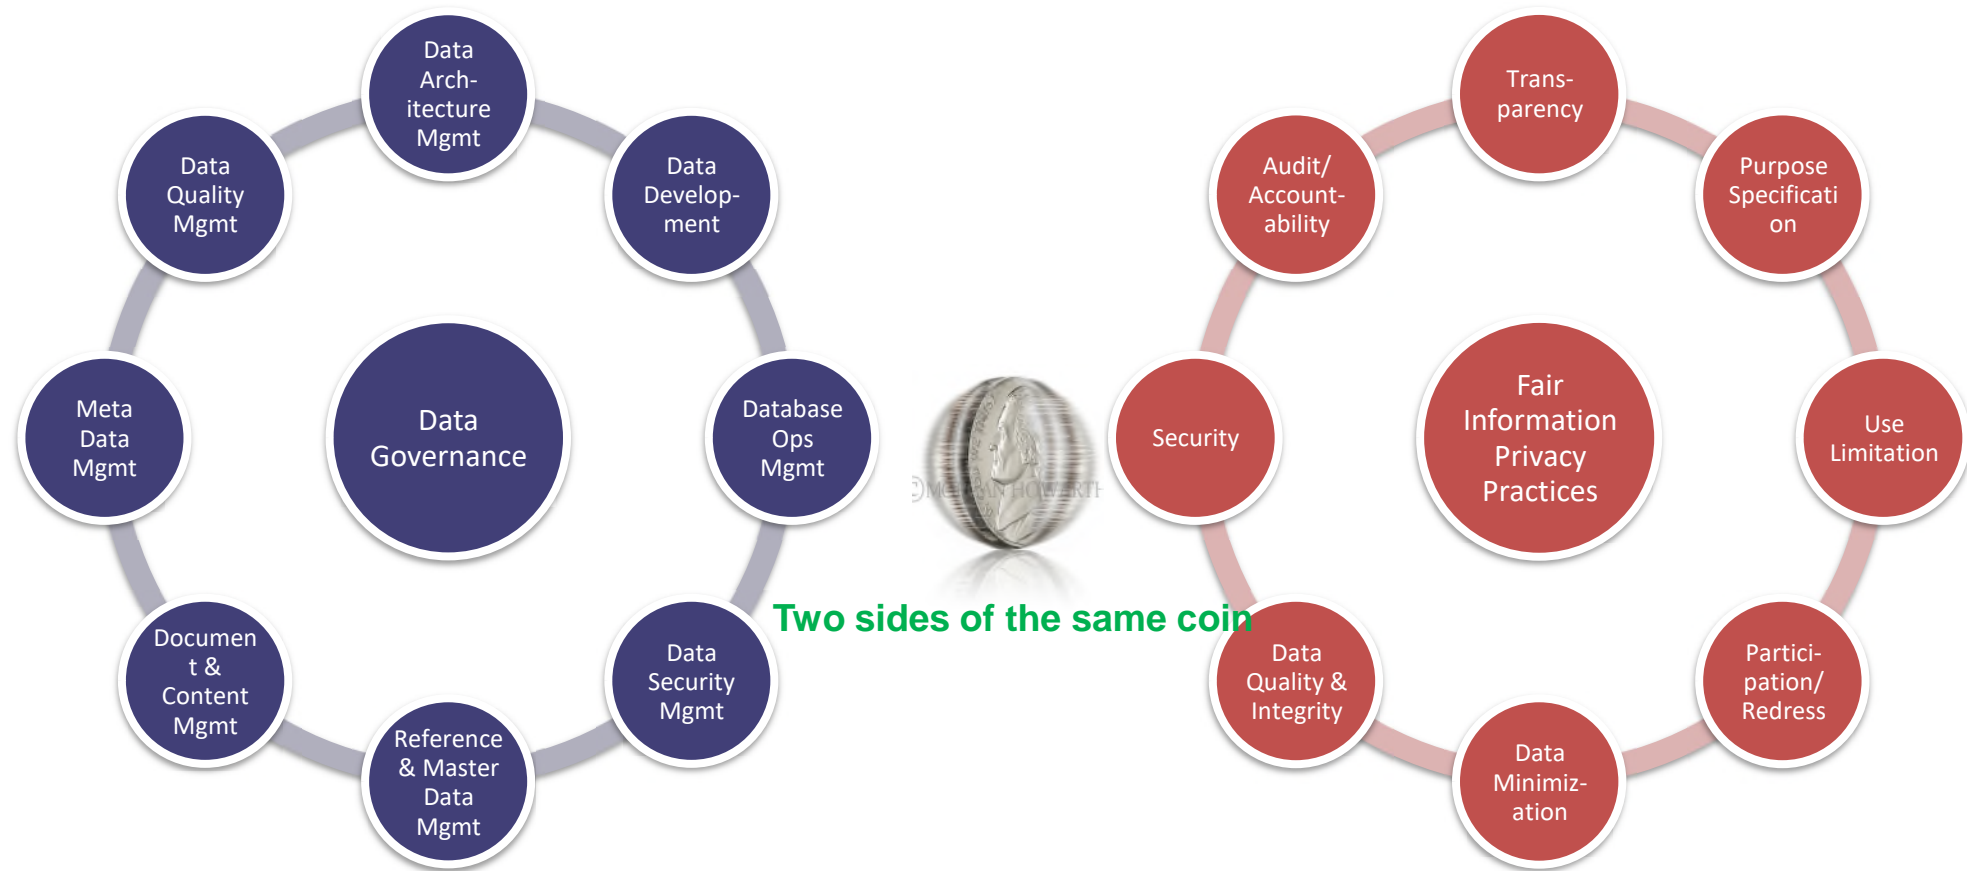 Data
Arch-
itecture
Mgmt
Data
Develop-
ment
Database
Ops
Mgmt
Data
Security
Mgmt
Reference
& Master
Data
Mgmt
Documen
t &
Content
Mgmt
Meta
Data
Mgmt
Data
Quality
Mgmt
Data
Governance
Two sides of the same coin
Trans-
parency
Purpose
Specificati
on
Use
Limitation
Partici-
pation/
Redress
Data
Minimiz-
ation
Data
Quality &
Integrity
Security
Audit/
Account-
ability
Fair
Information
Privacy
Practices